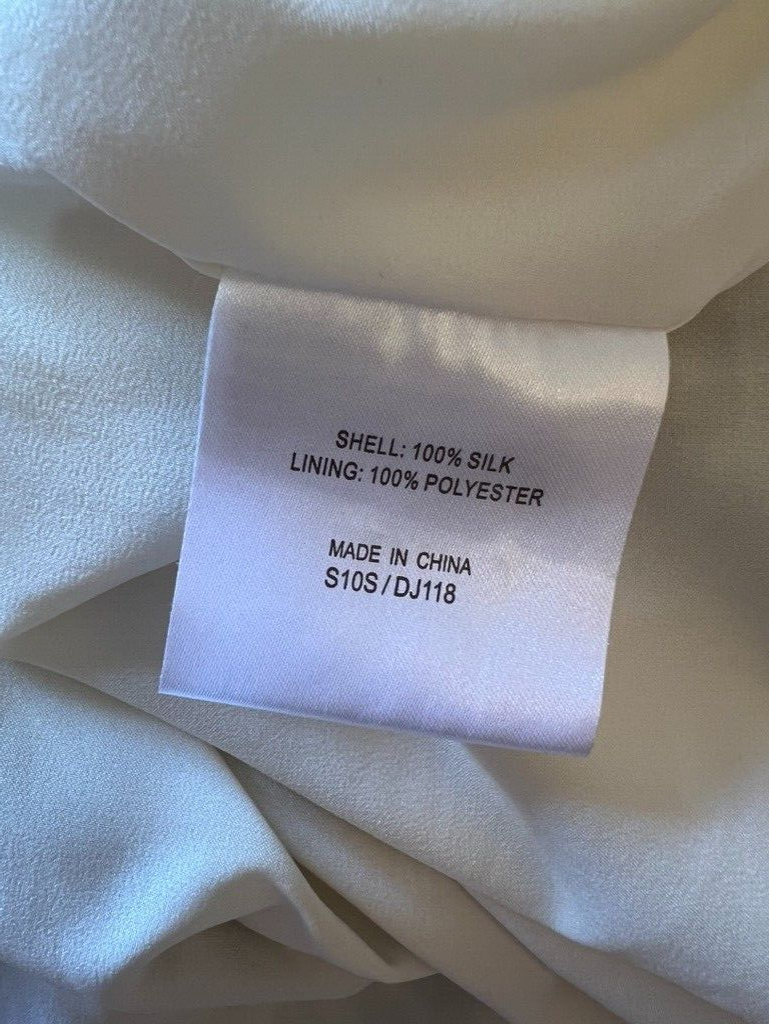 SHELL: 100% SILK
LINING: 100% POLYESTER
MADE IN CHINA
S10S / DJ118